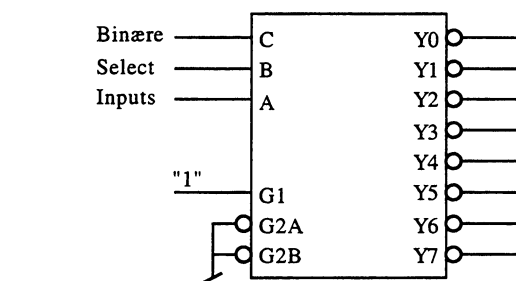 Binære C Y0
Select B Y1
Inputs A Y2
Y3
Y4
"1" G1 Y5
G2A Y6
G2B Y7